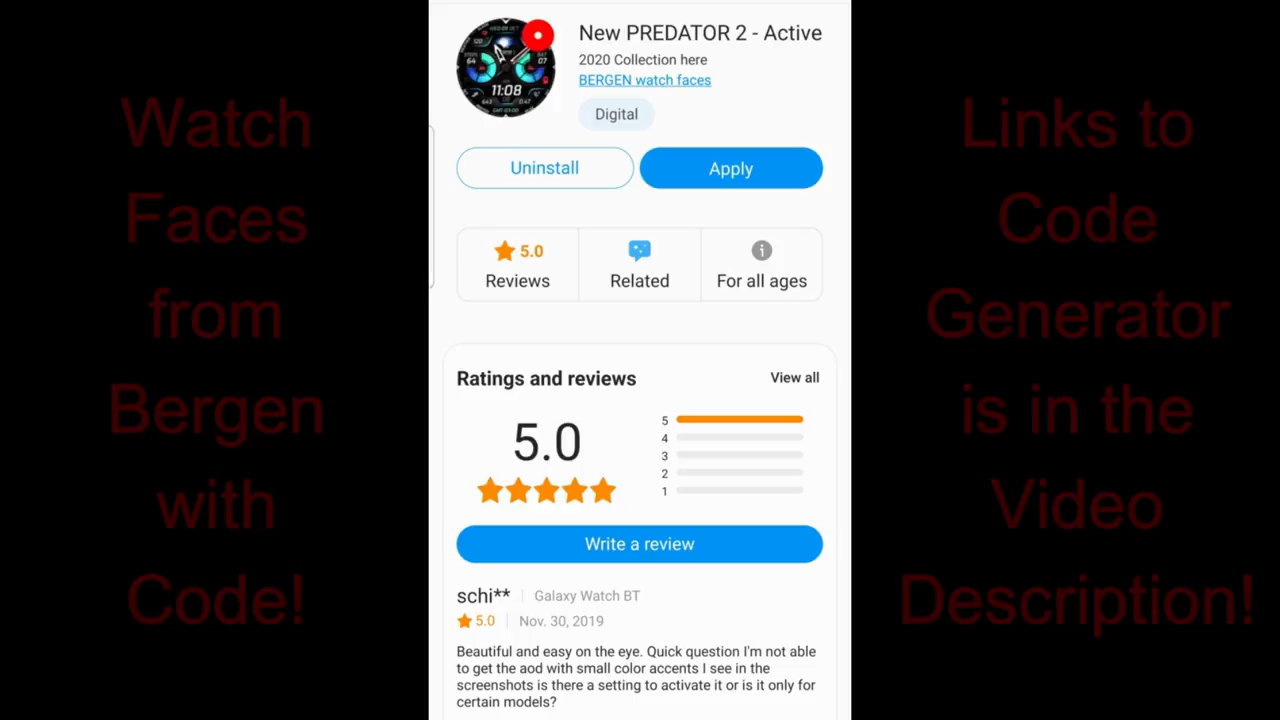 Watch
Faces
from
Bergen
with
Code!
New PREDATOR 2 - Active
2020 Collection here
BERGEN watch faces
Digital
Uninstall
Apply
5.0
Reviews
Related
For all ages
Ratings and reviews
View all
5.0
5
4
3
2
1
Write a review
schi** Galaxy Watch BT
5.0 Nov. 30, 2019
Beautiful and easy on the eye. Quick question I'm not able
to get the aod with small color accents I see in the
screenshots is there a setting to activate it or is it only for
certain models?
Links to
Code
Generator
is in the
Video
Description!
11:08